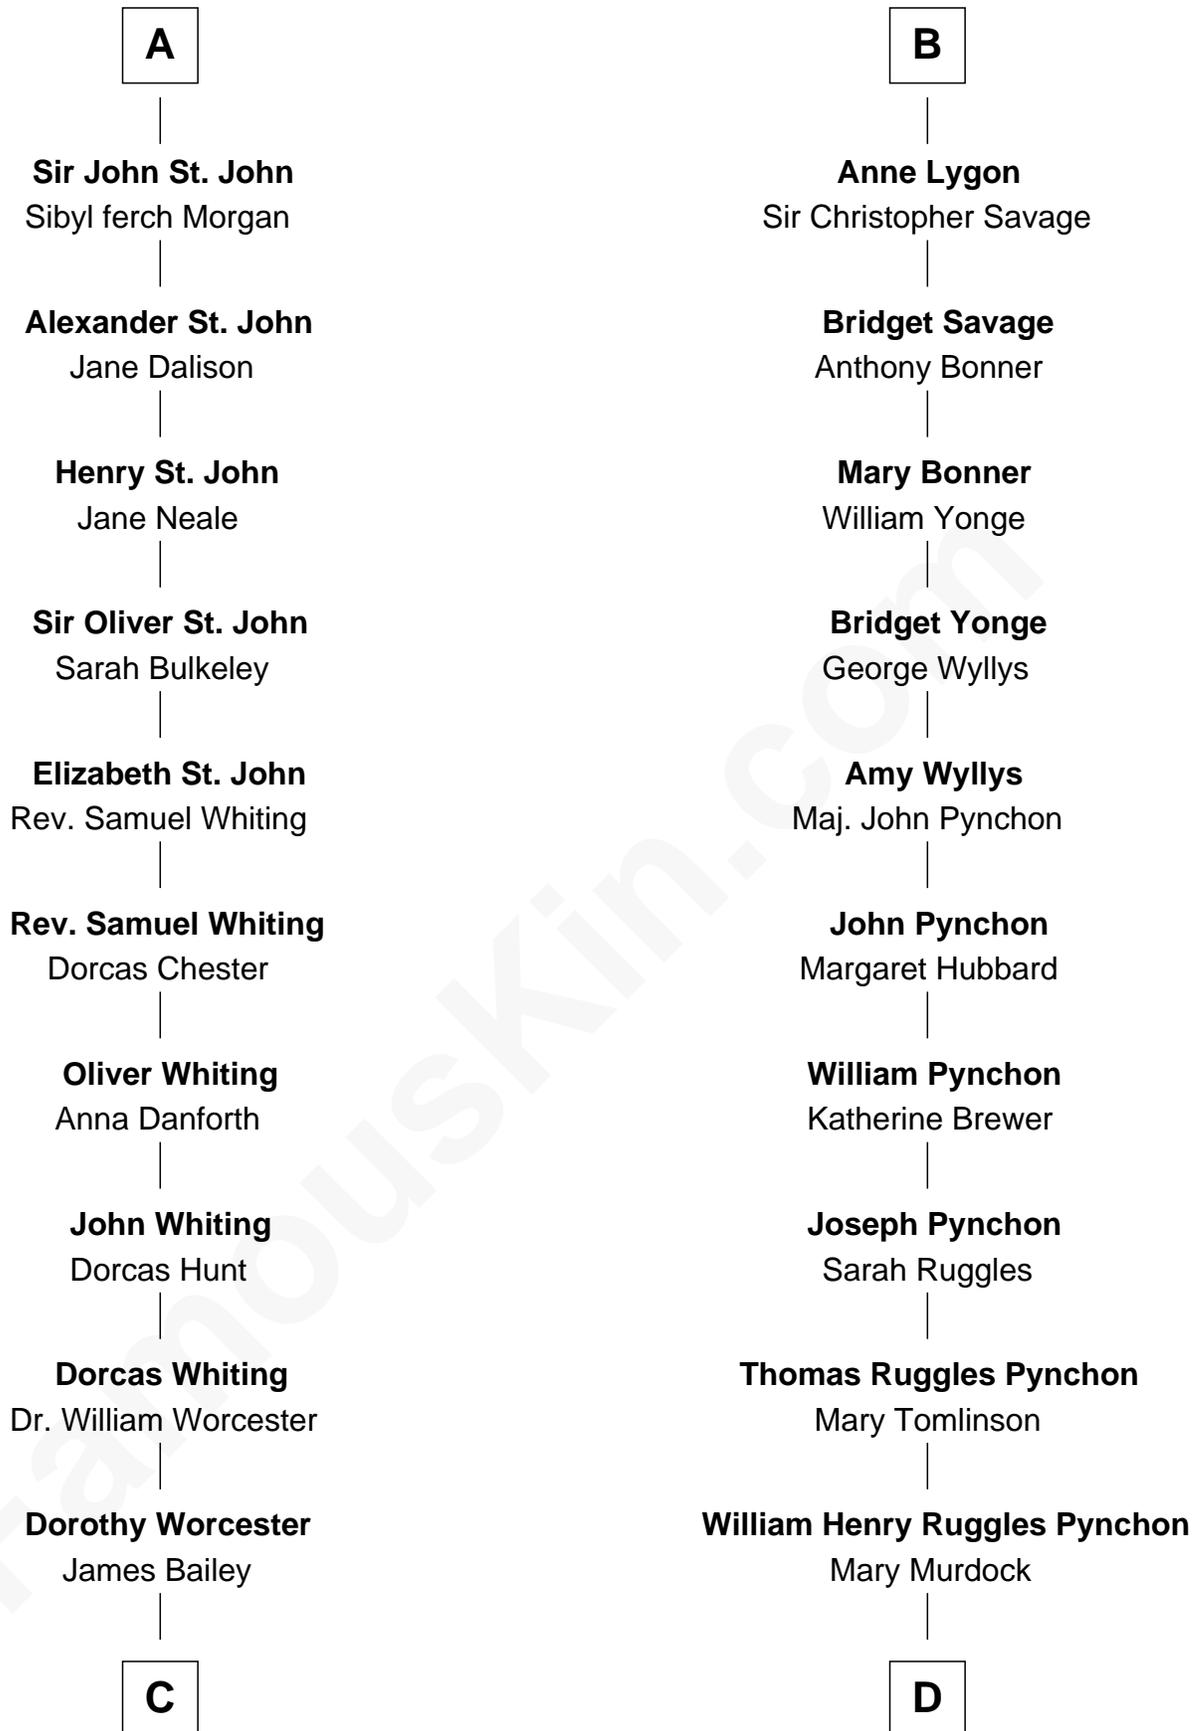 A
Sir John St. John
Sibyl ferch Morgan
Alexander St. John
Jane Dalison
Henry St. John
Jane Neale
Sir Oliver St. John
Sarah Bulkeley
Elizabeth St. John
Rev. Samuel Whiting
Rev. Samuel Whiting
Dorcas Chester
Oliver Whiting
Anna Danforth
John Whiting
Dorcas Hunt
Dorcas Whiting
Dr. William Worcester
Dorothy Worcester
James Bailey
C
B
Anne Lygon
Sir Christopher Savage
Bridget Savage
Anthony Bonner
Mary Bonner
William Yonge
Bridget Yonge
George Wyllys
Amy Wyllys
Maj. John Pynchon
John Pynchon
Margaret Hubbard
William Pynchon
Katherine Brewer
Joseph Pynchon
Sarah Ruggles
Thomas Ruggles Pynchon
Mary Tomlinson
William Henry Ruggles Pynchon
Mary Murdock
D
FamousKin.com